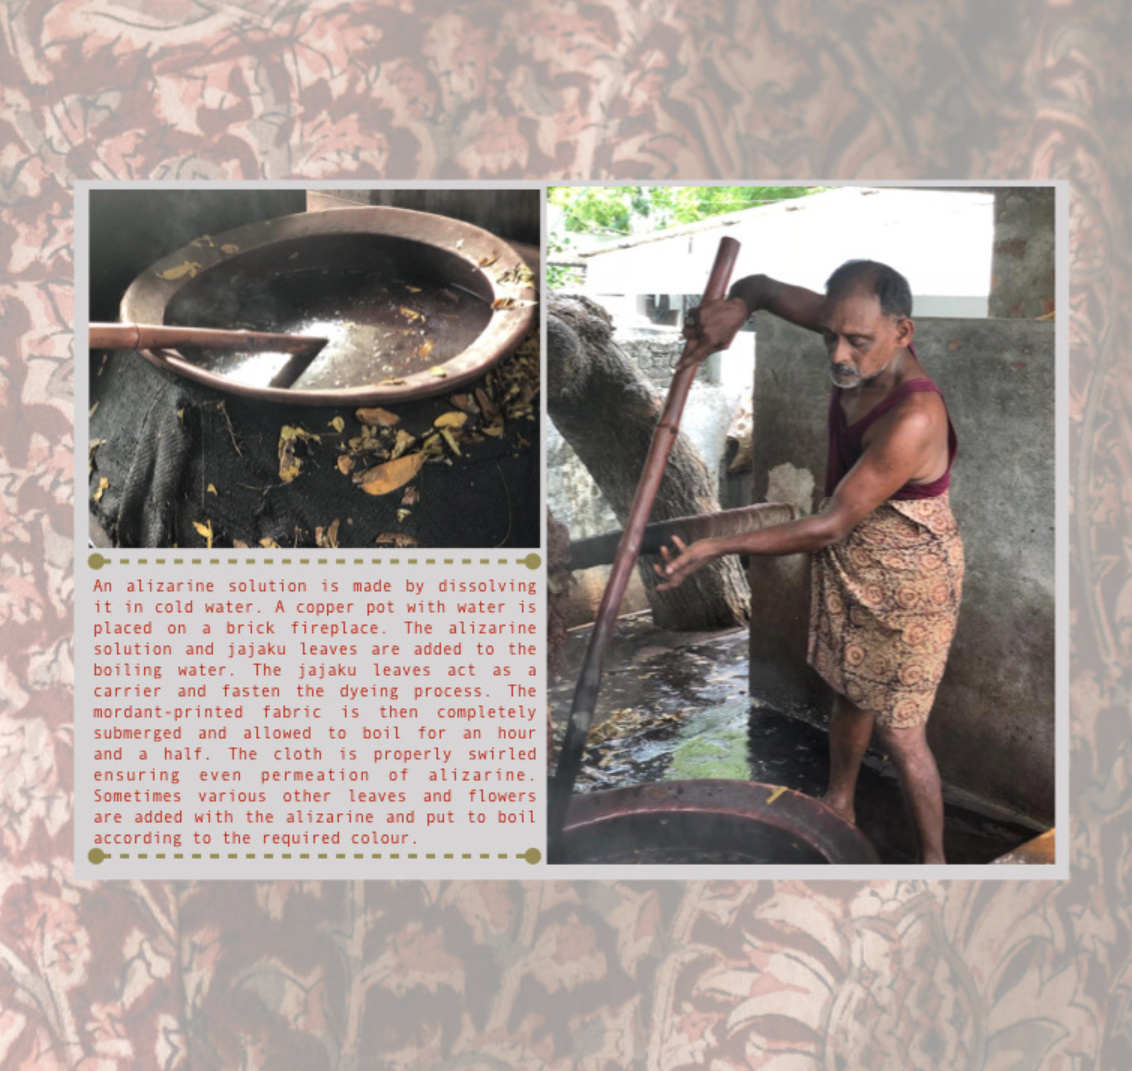 An alizarine solution is made by dissolving
it in cold water. A copper pot with water is
placed on a brick fireplace. The alizarine
solution and jajaku leaves are added to the
boiling water. The jajaku leaves act as a
carrier and fasten the dyeing process. The
mordant-printed fabric is then completely
submerged and allowed to boil for an hour
and a half. The cloth is properly swirled
ensuring even permeation of alizarine.
Sometimes various other leaves and flowers
are added with the alizarine and put to boil
according to the required colour.